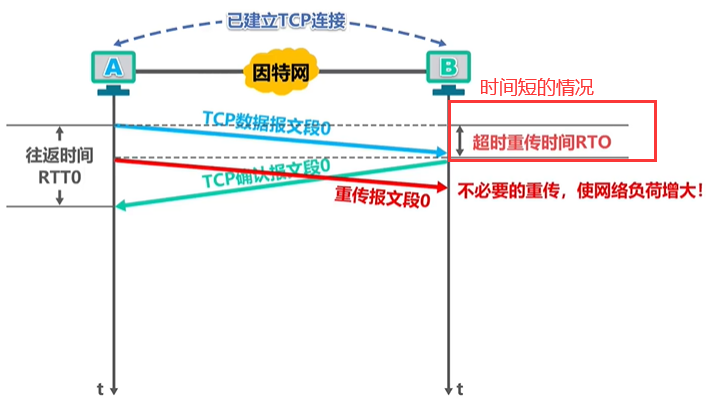 已建立TCP连接
A
因特网
B
时间短的情况
TCP数据报文段0
超时重传时间RTO
往返时间
RTT0
TCP确认报文段0
重传报文段0
不必要的重传，使网络负荷增大！
t
t